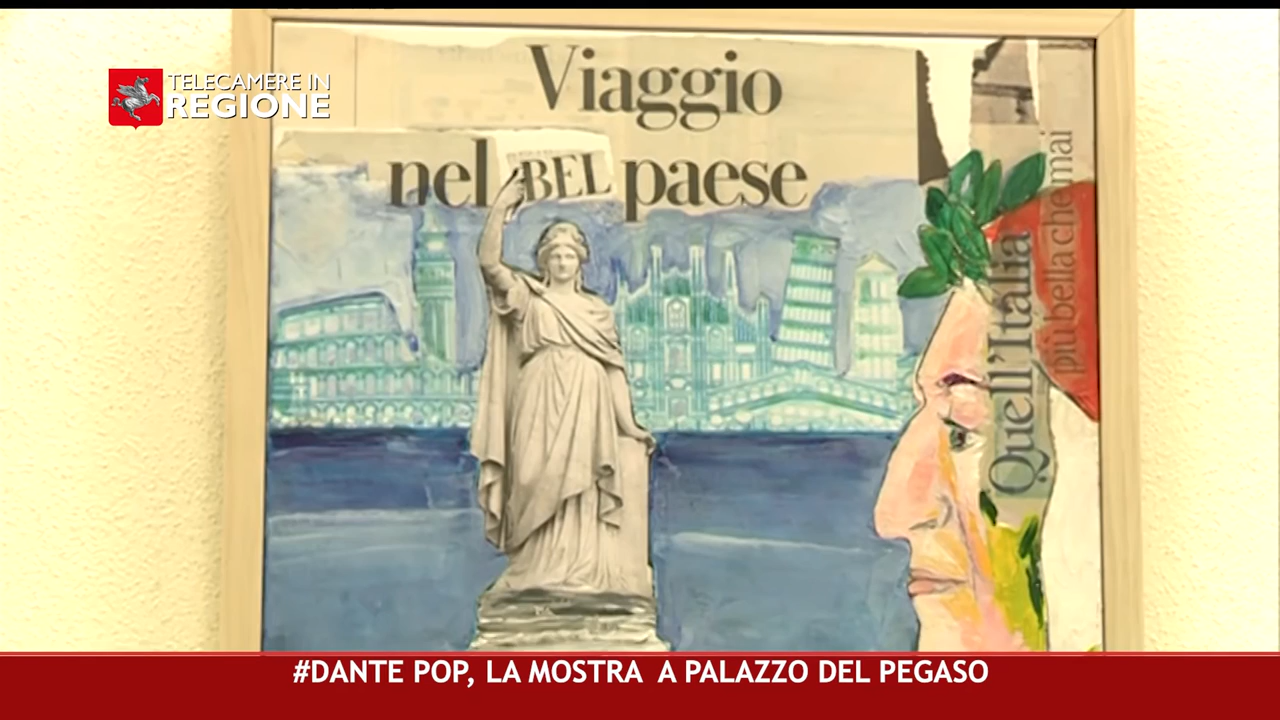 TELECAMERE IN
REGIONE
Viaggio
nel BEL paese
Quell'Italia
più bella che mai
#DANTE POP, LA MOSTRA A PALAZZO DEL PEGASO